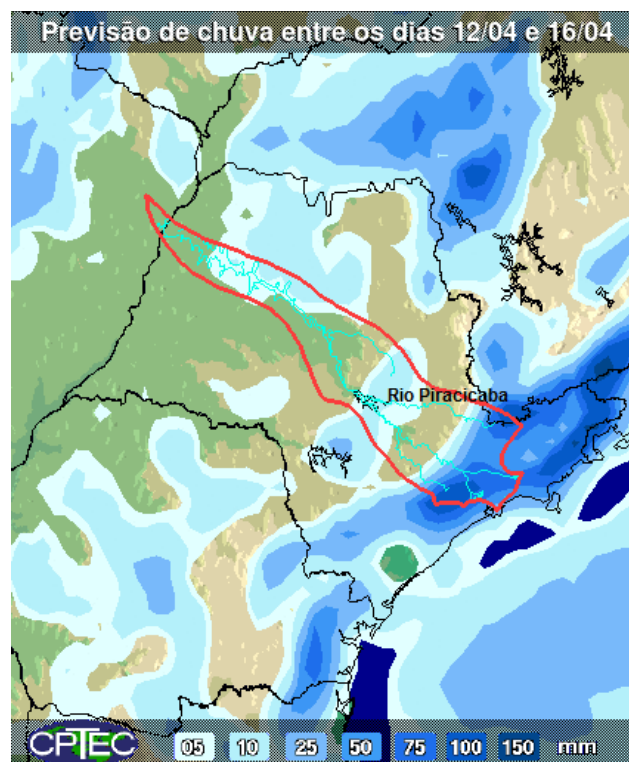 Previsão de chuva entre os dias 12/04 e 16/04
Rio Piracicaba
CPTEC 05 10 25 50 75 100 150 mm